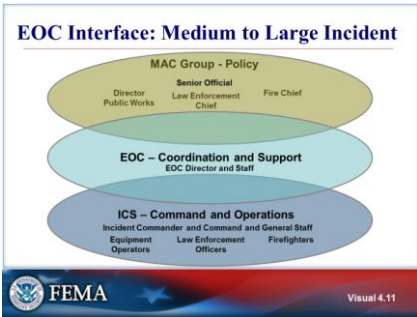 EOC Interface: Medium to Large Incident
MAC Group - Policy
Senior Official
Director
Public Works
Law Enforcement
Chief
Fire Chief
EOC – Coordination and Support
EOC Director and Staff
ICS – Command and Operations
Incident Commander and Command and General Staff
Equipment
Operators
Law Enforcement
Officers
Firefighters
FEMA
Visual 4.11